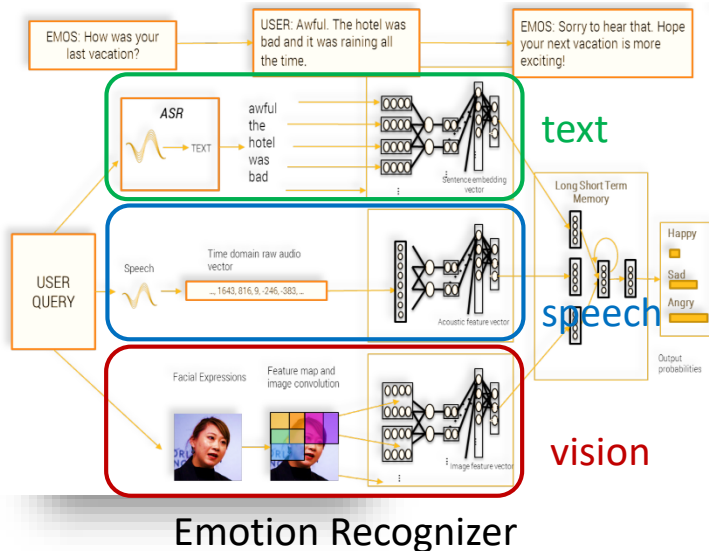 EMOS: How was your
last vacation?
USER: Awful. The hotel was
bad and it was raining all
the time.
EMOS: Sorry to hear that. Hope
your next vacation is more
exciting!
ASR
TEXT
awful
the
hotel
was
bad
⋮
Sentence embedding
vector
text
USER
QUERY
Speech
Time domain raw audio
vector
..., 1643, 816, 9, -246, -383, ...
Acoustic feature vector
speech
Long Short Term
Memory
Happy
Sad
Angry
Output
probabilities
Facial Expressions
Feature map and
image convolution
Image feature vector
vision
Emotion Recognizer